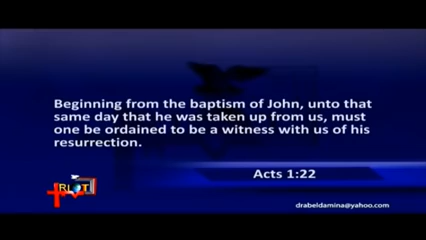 Beginning from the baptism of John, unto that
same day that he was taken up from us, must
one be ordained to be a witness with us of his
resurrection.
Acts 1:22
RLOT
drabeldamina@yahoo.com